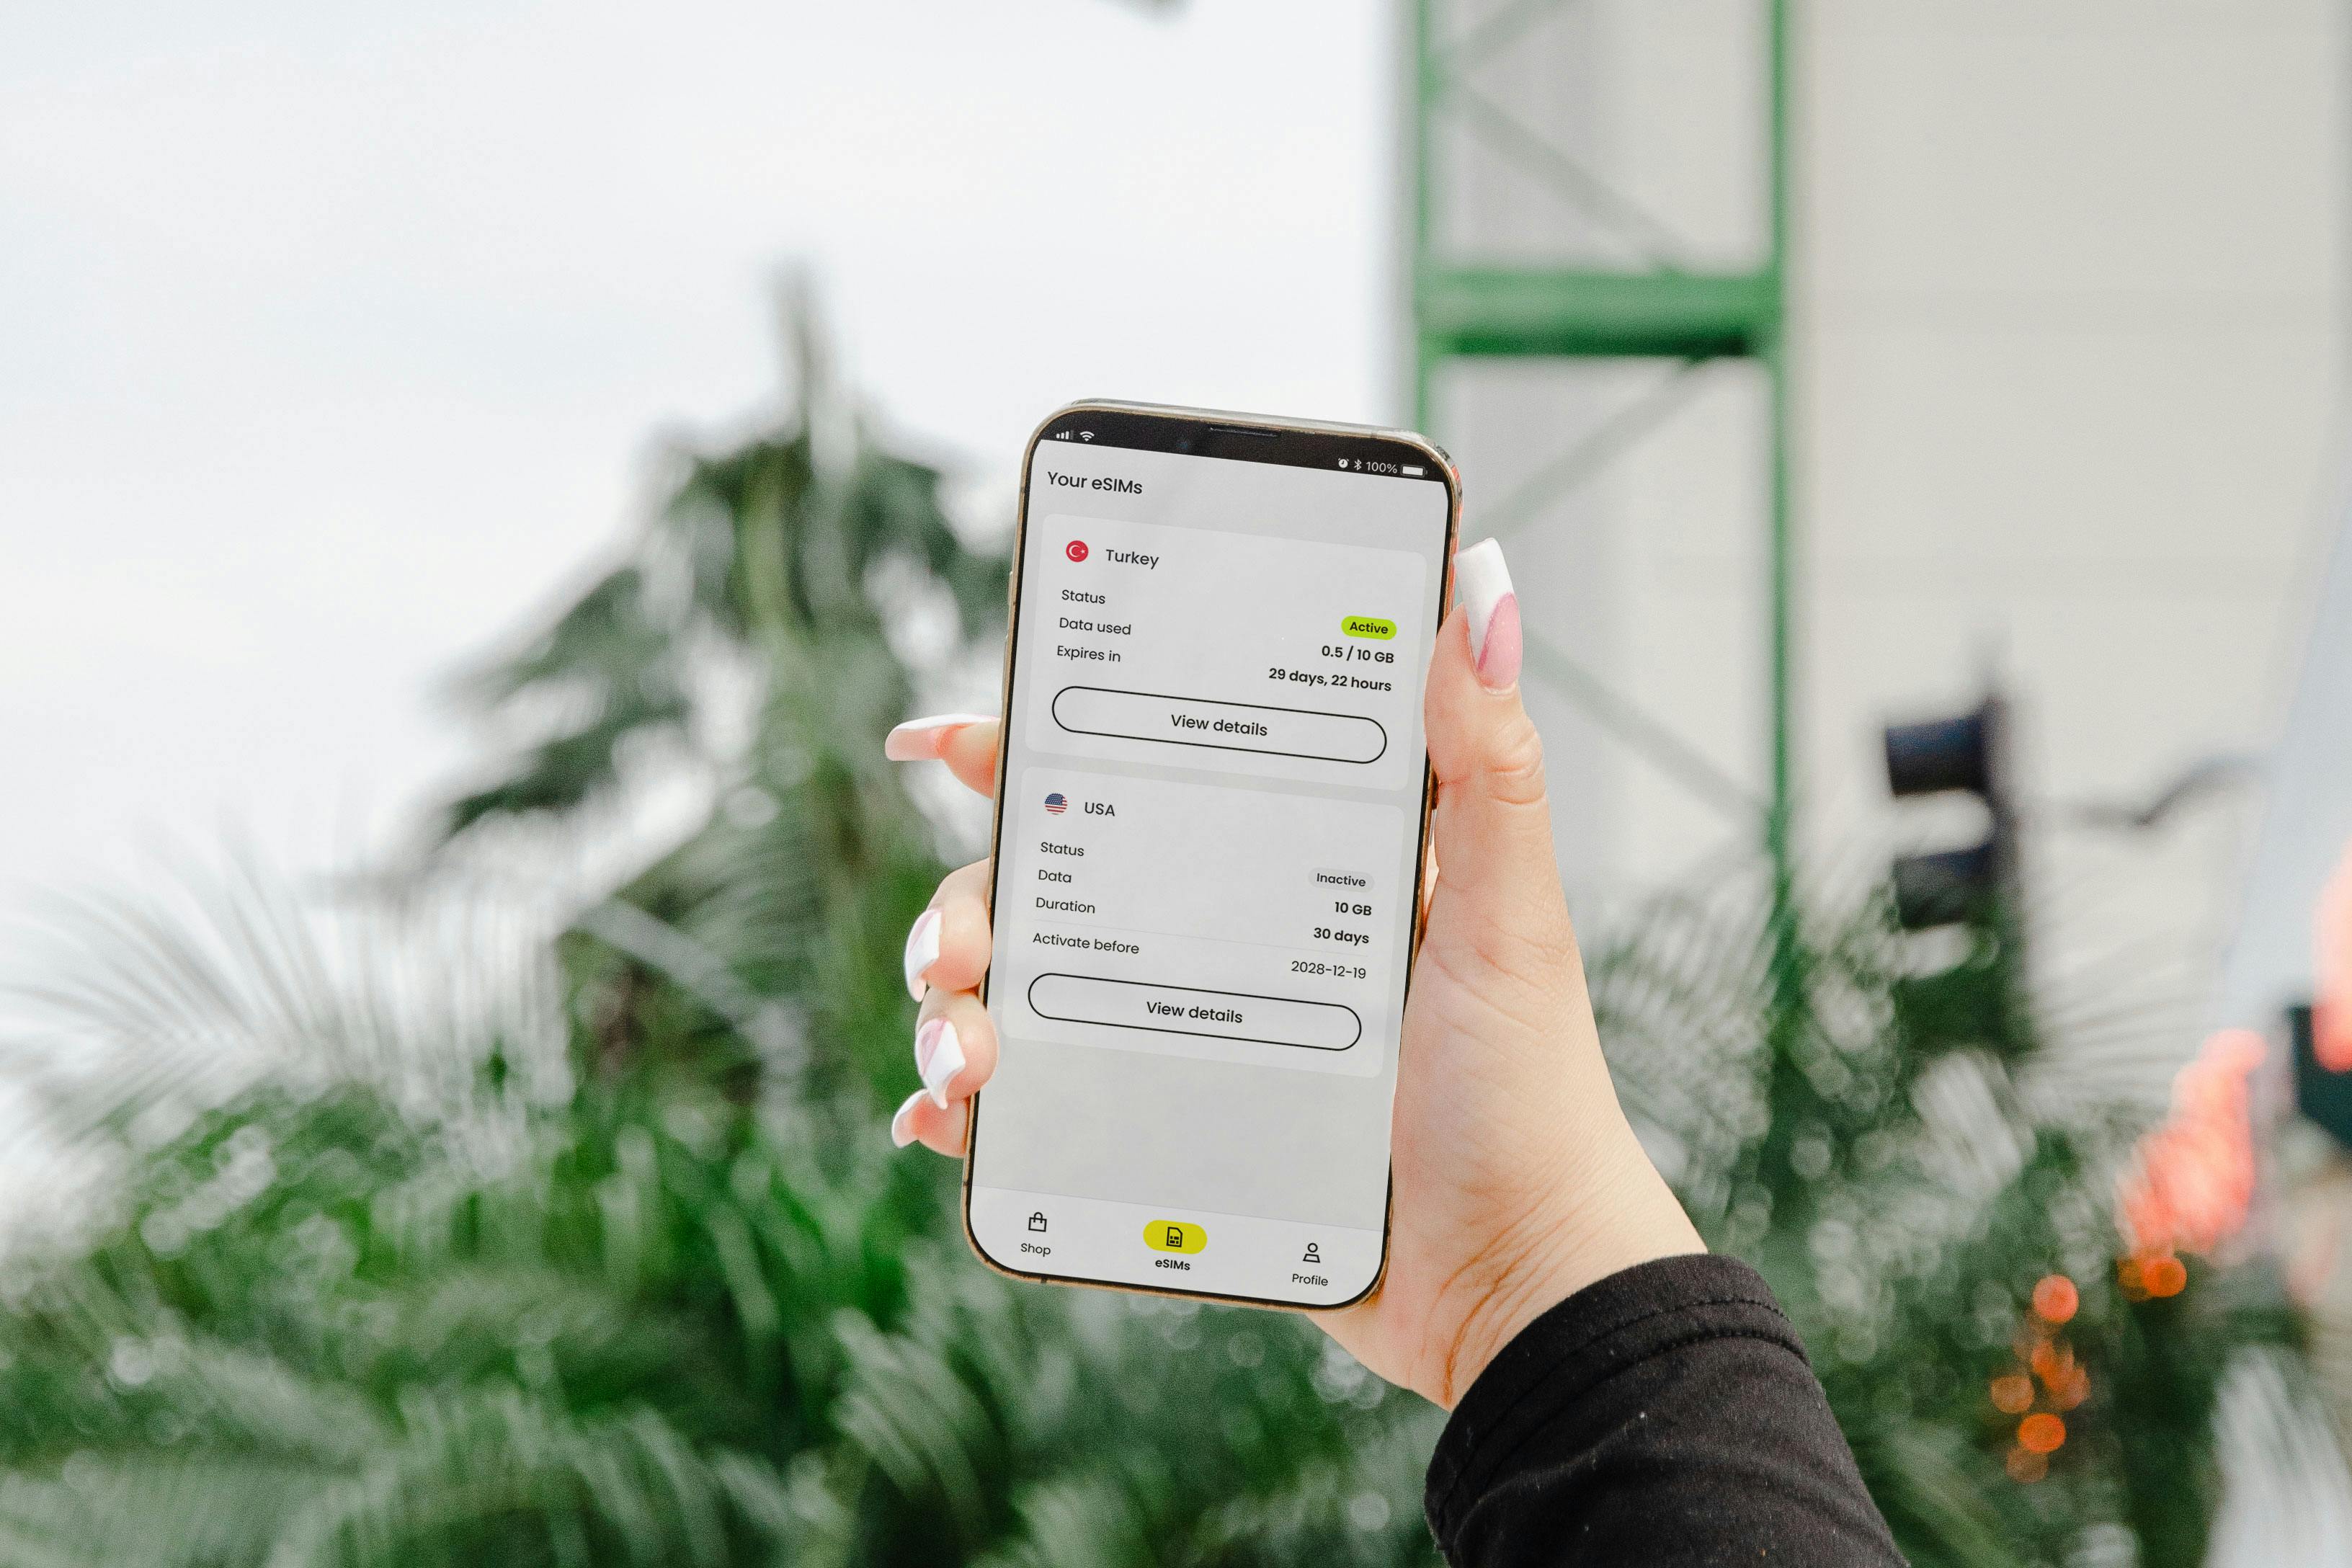 100%
Your eSIMs
Turkey
Status Active
Data used 0.5 / 10 GB
Expires in 29 days, 22 hours
View details
USA
Status Inactive
Data 10 GB
Duration 30 days
Activate before 2028-12-19
View details
Shop eSIMs Profile